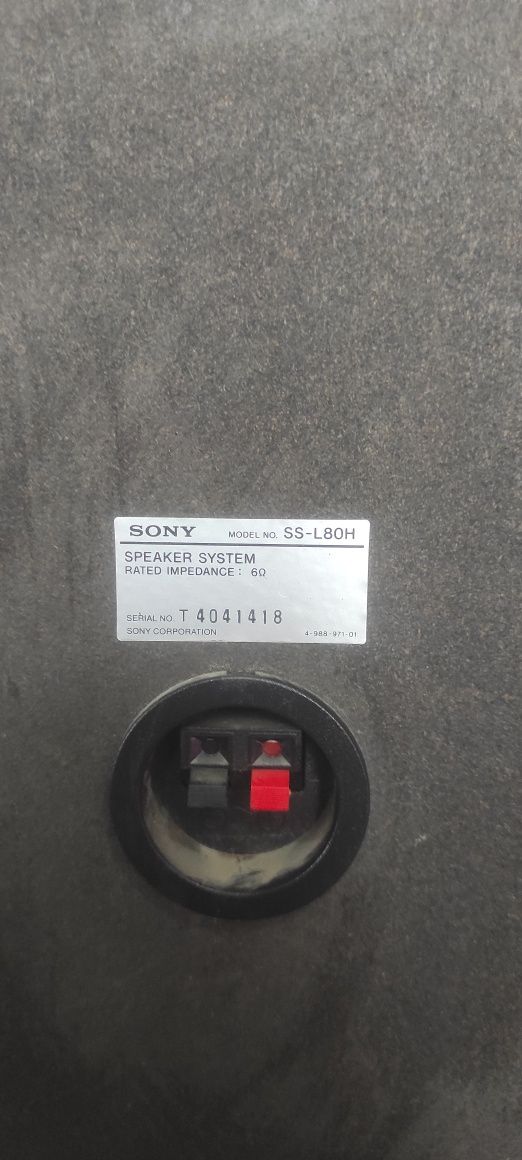 SONY MODEL NO. SS-L80H
SPEAKER SYSTEM
RATED IMPEDANCE: 6Ω
SERIAL NO. T 4041418
SONY CORPORATION 4-988-971-01